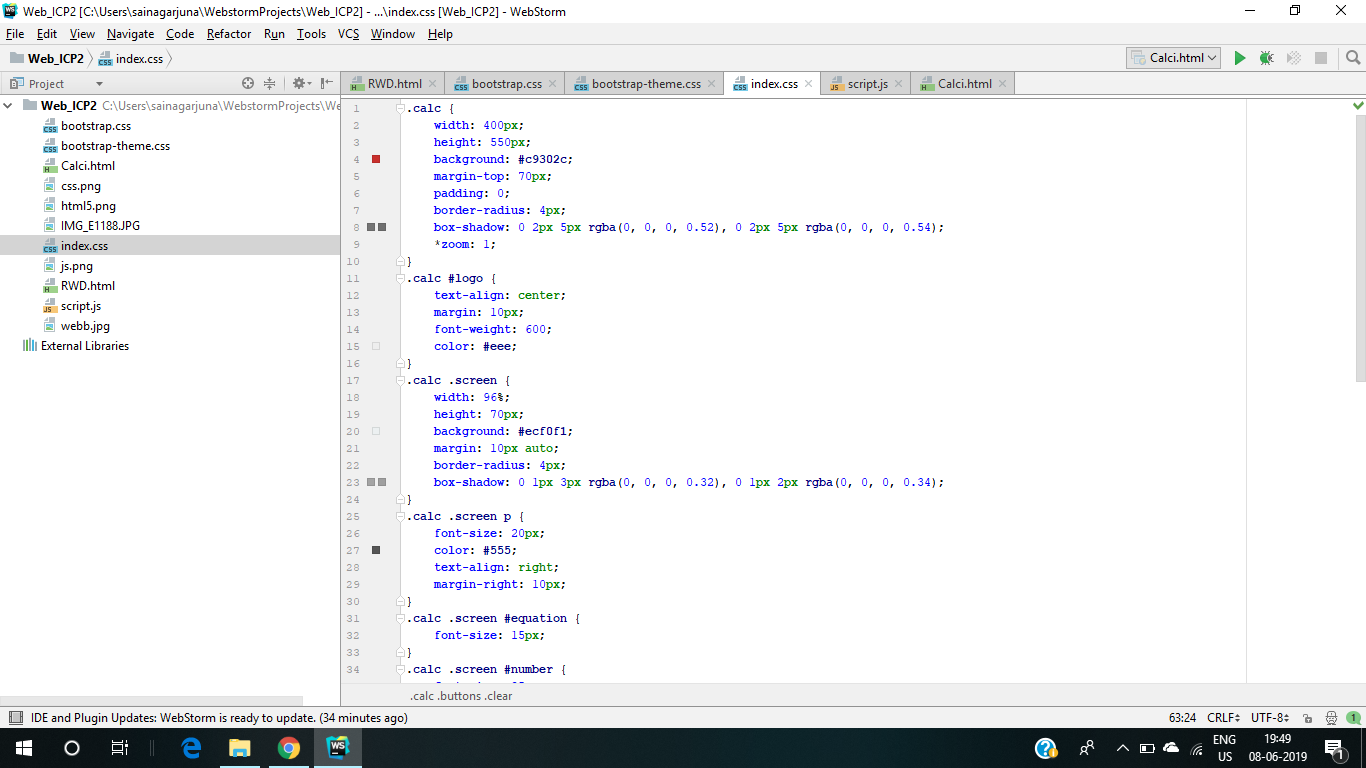 Web_ICP2 [C:\Users\sainagarjuna\WebstormProjects\Web_ICP2] - ...\index.css [Web_ICP2] - WebStorm
File Edit View Navigate Code Refactor Run Tools VCS Window Help
Web_ICP2 index.css Calci.html
Project
RWD.html bootstrap.css bootstrap-theme.css index.css script.js Calci.html
Web_ICP2 C:\Users\sainagarjuna\WebstormProjects\We
bootstrap.css
bootstrap-theme.css
Calci.html
css.png
html5.png
IMG_E1188.JPG
index.css
js.png
RWD.html
script.js
webb.jpg
External Libraries
1 .calc {
2 width: 400px;
3 height: 550px;
4 background: #c9302c;
5 margin-top: 70px;
6 padding: 0;
7 border-radius: 4px;
8 box-shadow: 0 2px 5px rgba(0, 0, 0, 0.52), 0 2px 5px rgba(0, 0, 0, 0.54);
9 *zoom: 1;
10 }
11 .calc #logo {
12 text-align: center;
13 margin: 10px;
14 font-weight: 600;
15 color: #eee;
16 }
17 .calc .screen {
18 width: 96%;
19 height: 70px;
20 background: #ecf0f1;
21 margin: 10px auto;
22 border-radius: 4px;
23 box-shadow: 0 1px 3px rgba(0, 0, 0, 0.32), 0 1px 2px rgba(0, 0, 0, 0.34);
24 }
25 .calc .screen p {
26 font-size: 20px;
27 color: #555;
28 text-align: right;
29 margin-right: 10px;
30 }
31 .calc .screen #equation {
32 font-size: 15px;
33 }
34 .calc .screen #number {
.calc .buttons .clear
IDE and Plugin Updates: WebStorm is ready to update. (34 minutes ago) 63:24 CRLF UTF-8 1
ENG
US
19:49
08-06-2019
1